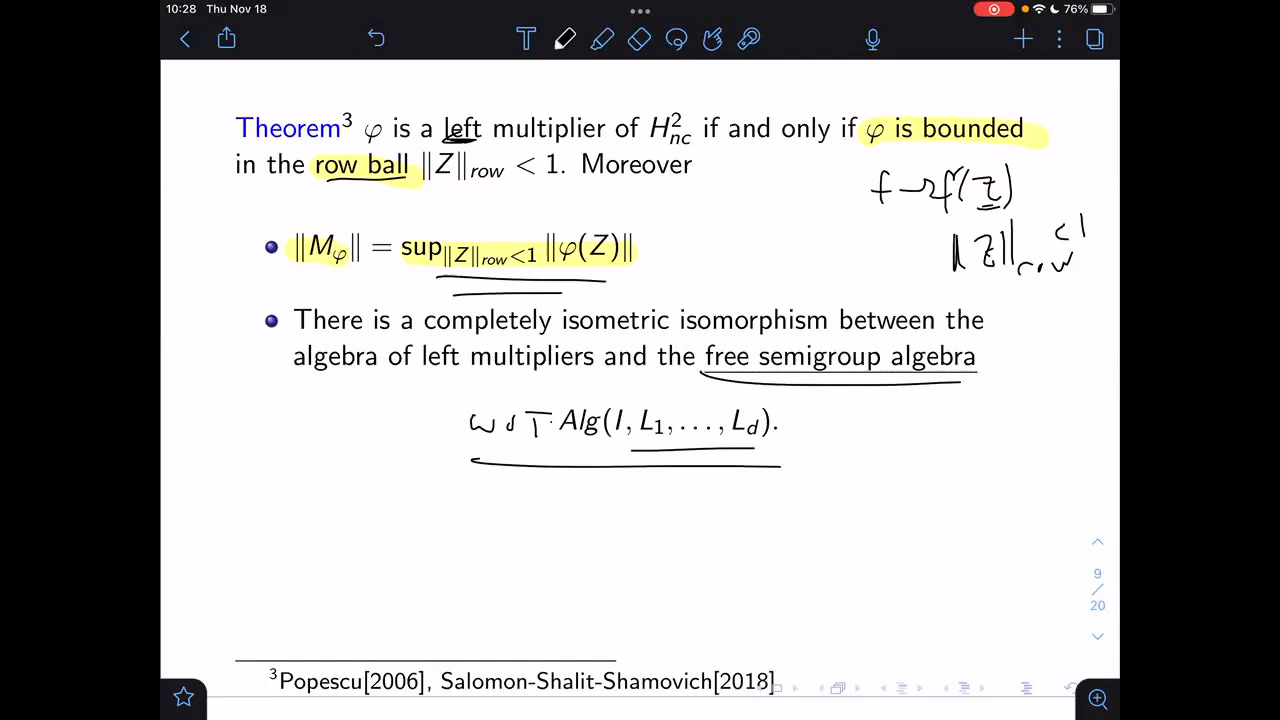 10:28 Thu Nov 18
76%
Theorem³ φ is a left multiplier of H²nc if and only if φ is bounded
in the row ball ‖Z‖row < 1. Moreover
f → f(Z)
‖Z‖row < 1
‖Mφ‖ = sup‖Z‖row<1 ‖φ(Z)‖
There is a completely isometric isomorphism between the
algebra of left multipliers and the free semigroup algebra
WOT Alg(I, L₁, . . . , Ld).
9
/
20
³Popescu[2006], Salomon-Shalit-Shamovich[2018]